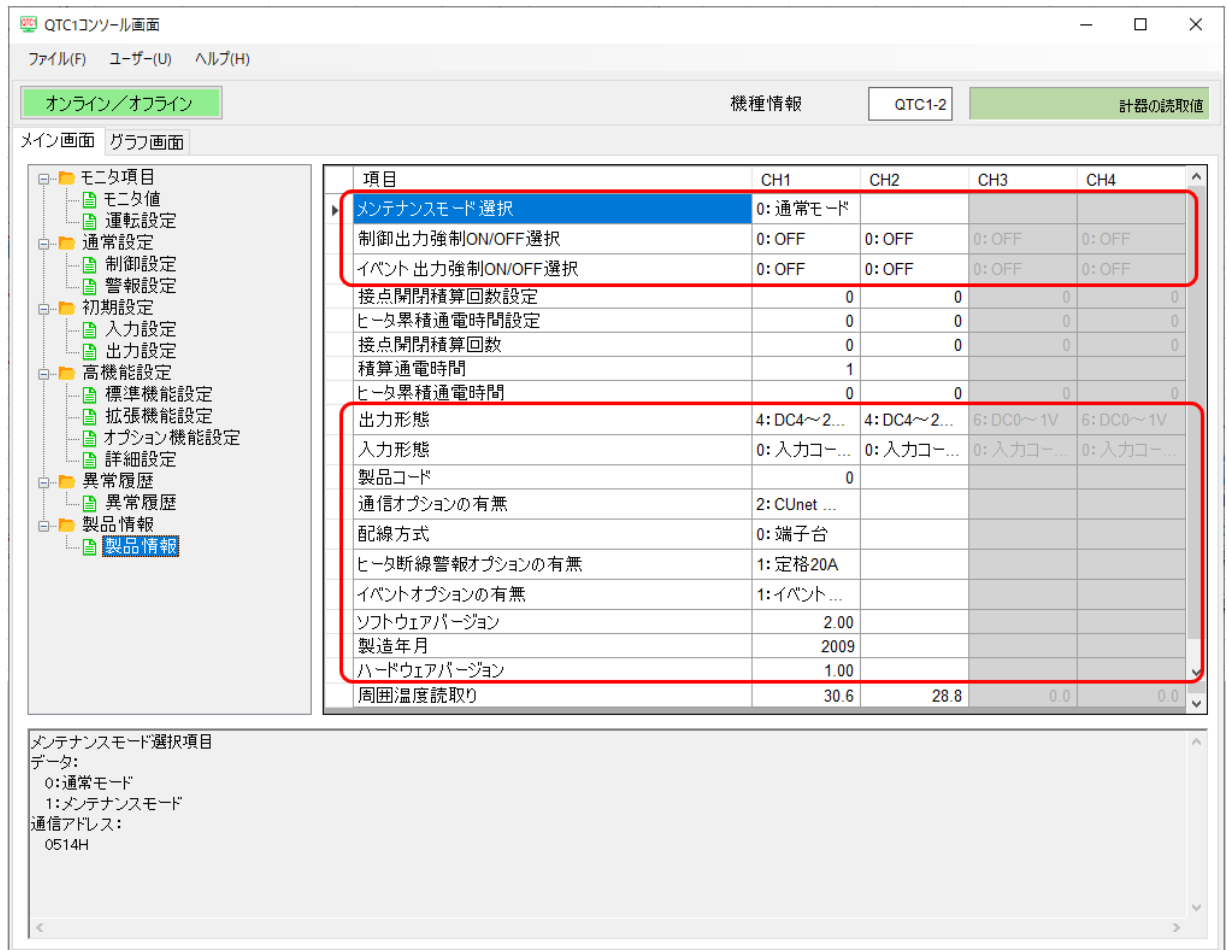 QTC1コンソール画面
ファイル(F) ユーザー(U) ヘルプ(H)
オンライン／オフライン 機種情報 QTC1-2 計器の読取値
メイン画面 グラフ画面
モニタ項目
モニタ値
運転設定
通常設定
制御設定
警報設定
初期設定
入力設定
出力設定
高機能設定
標準機能設定
拡張機能設定
オプション機能設定
詳細設定
異常履歴
異常履歴
製品情報
製品情報
項目 CH1 CH2 CH3 CH4
メンテナンスモード選択 0:通常モード
制御出力強制ON/OFF選択 0:OFF 0:OFF 0:OFF 0:OFF
イベント出力強制ON/OFF選択 0:OFF 0:OFF 0:OFF 0:OFF
接点開閉積算回数設定 0 0 0 0
ヒータ累積通電時間設定 0 0 0 0
接点開閉積算回数 0 0 0 0
積算通電時間 1
ヒータ累積通電時間 0 0 0 0
出力形態 4:DC4～2... 4:DC4～2... 6:DC0～1V 6:DC0～1V
入力形態 0:入力コー... 0:入力コー... 0:入力コー... 0:入力コー...
製品コード 0
通信オプションの有無 2:CUnet ...
配線方式 0:端子台
ヒータ断線警報オプションの有無 1:定格20A
イベントオプションの有無 1:イベント...
ソフトウェアバージョン 2.00
製造年月 2009
ハードウェアバージョン 1.00
周囲温度読取り 30.6 28.8 0.0 0.0
メンテナンスモード選択項目
データ:
0:通常モード
1:メンテナンスモード
通信アドレス:
0514H